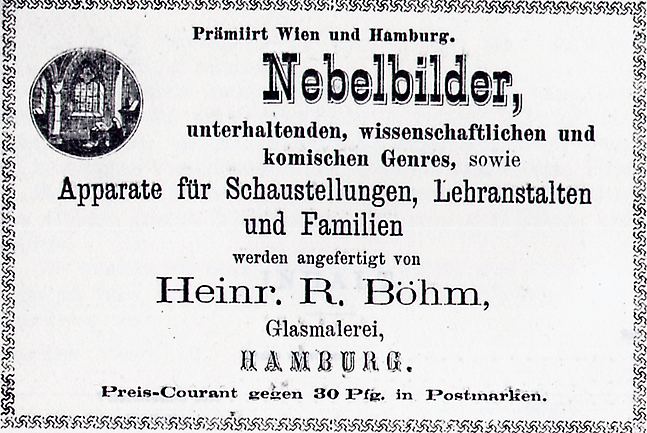 Prämiirt Wien und Hamburg.
Nebelbilder,
unterhaltenden, wissenschaftlichen und
komischen Genres, sowie
Apparate für Schaustellungen, Lehranstalten
und Familien
werden angefertigt von
Heinr. R. Böhm,
Glasmalerei,
HAMBURG.
Preis-Courant gegen 30 Pfg. in Postmarken.